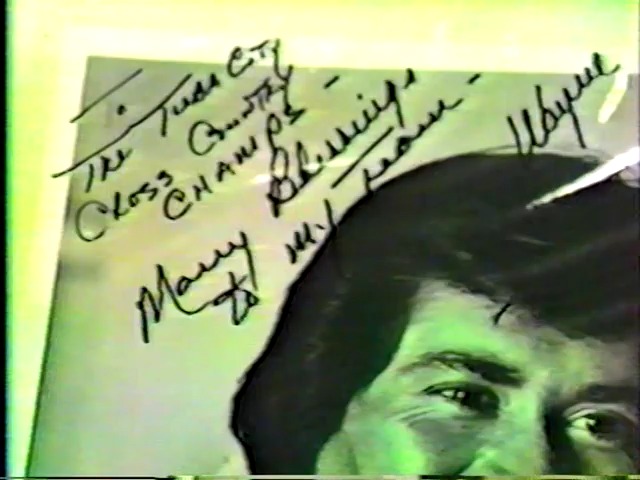 To
The Tuba City
Cross Country
CHAMPS -
Many Blessings -
to my team - Wayne